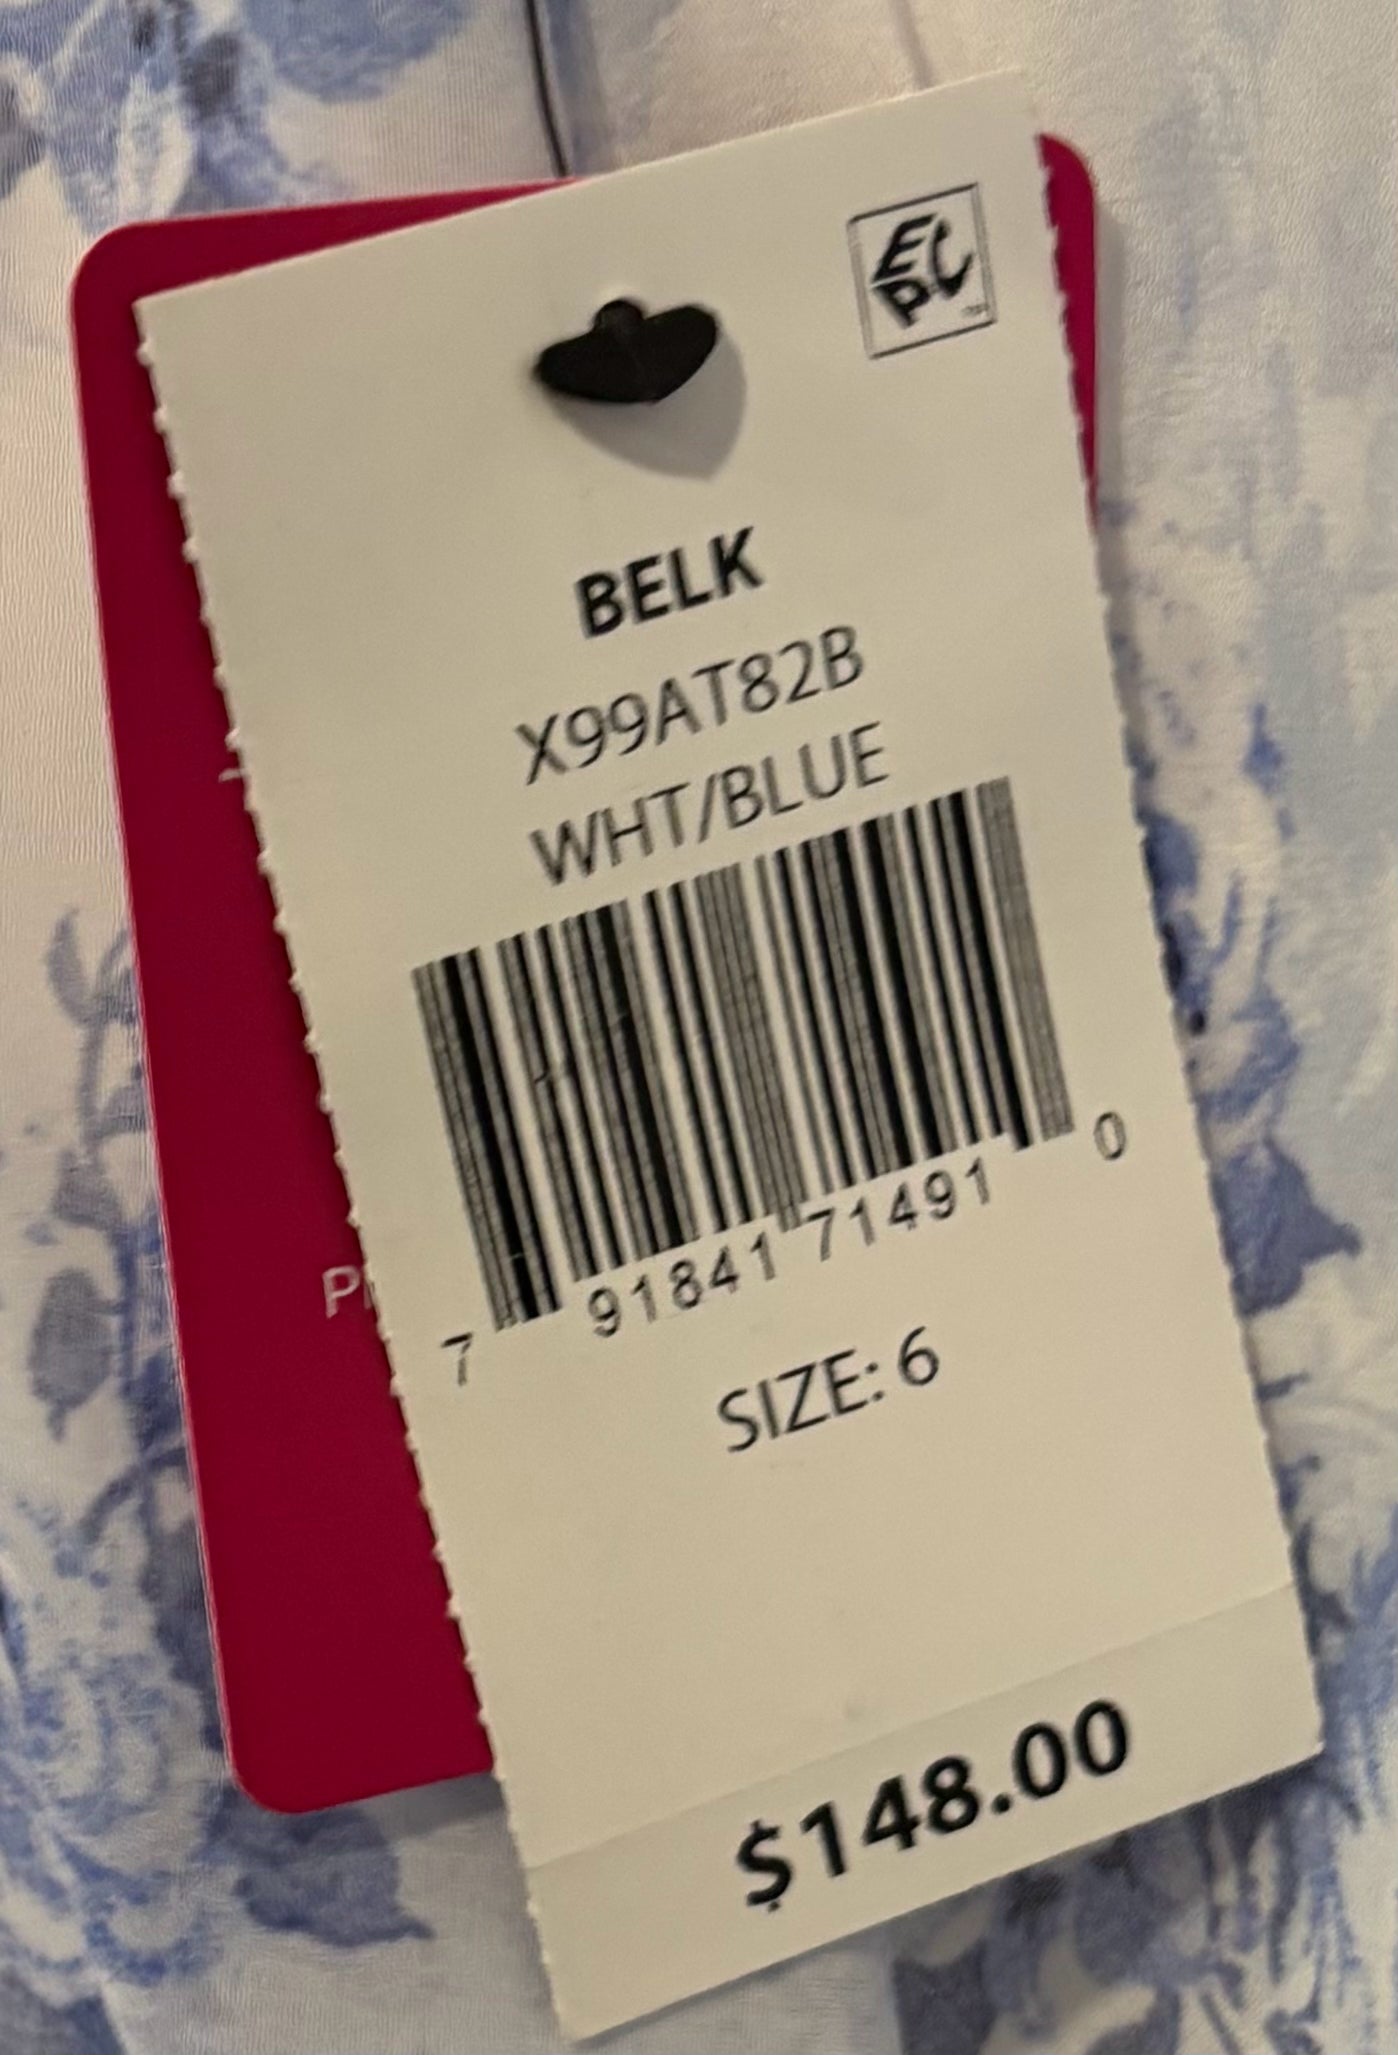 EPC
BELK
X99AT82B
WHT/BLUE
7 91841 71491 0
SIZE: 6
$148.00